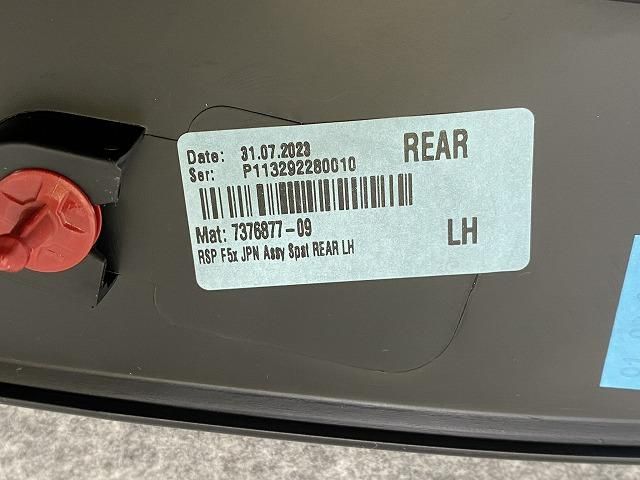 Date: 31.07.2023
REAR
Ser: P113292280010
Mat: 7376877-09
LH
RSP F5x JPN Assy Spat REAR LH